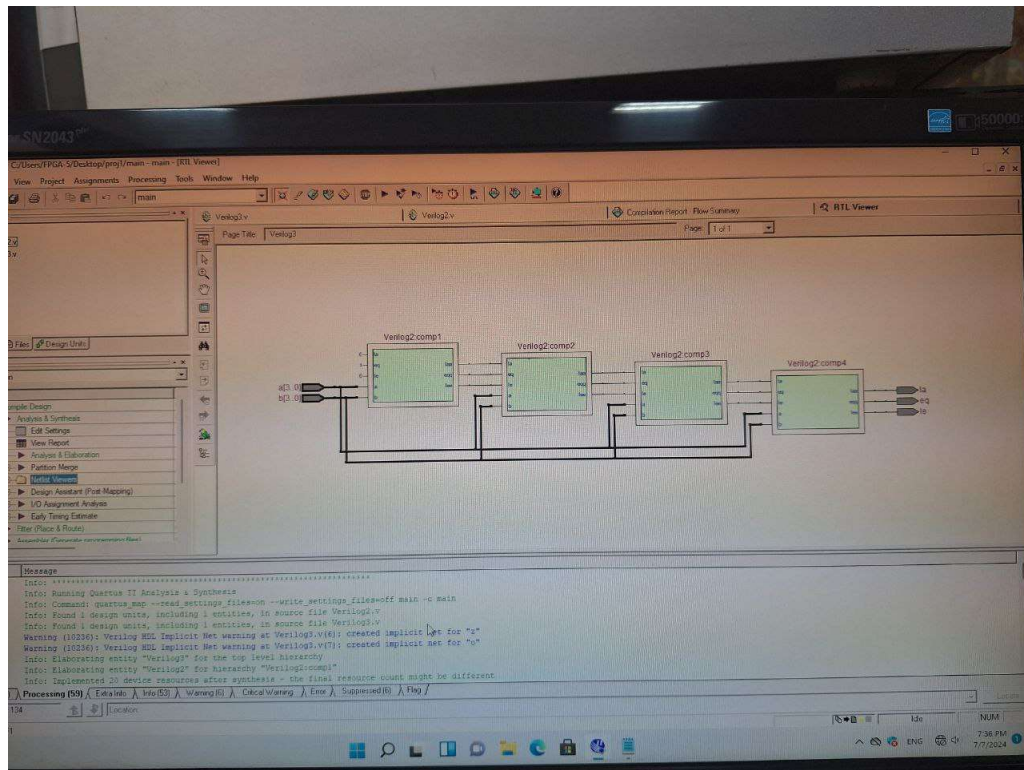 SN2043
50000:
C:/Users/FPGA-S/Desktop/proj1/main - main - [RTL Viewer]
View Project Assignments Processing Tools Window Help
main
Verilog3.v
Verilog2.v
Compilation Report Flow Summary
RTL Viewer
Page Title: Verilog3
Page: 1 of 1
Files
Design Units
Verilog2:comp1
Verilog2:comp2
Verilog3:comp3
Verilog2:comp4
a[3..0]
b[3..0]
la
eq
le
Compile Design
Analysis & Synthesis
Edit Settings
View Report
Analysis & Elaboration
Partition Merge
Netlist Viewers
Design Assistant (Post-Mapping)
I/O Assignment Analysis
Early Timing Estimate
Fitter (Place & Route)
Assembler (Generate programming files)
Message
Info: Running Quartus II Analysis & Synthesis
Info: Command: quartus_map --read_settings_files=on --write_settings_files=off main -c main
Info: Found 1 design units, including 1 entities, in source file Verilog2.v
Info: Found 1 design units, including 1 entities, in source file Verilog3.v
Warning (10236): Verilog HDL Implicit Net warning at Verilog3.v(6): created implicit net for "z"
Warning (10236): Verilog HDL Implicit Net warning at Verilog3.v(7): created implicit net for "o"
Info: Elaborating entity "Verilog3" for the top level hierarchy
Info: Elaborating entity "Verilog2" for hierarchy "Verilog2:comp1"
Info: Implemented 20 device resources after synthesis - the final resource count might be different
Processing (59) Extra Info Info (53) Warning (6) Critical Warning Error Suppressed (6) Flag
134
Location:
Idle
NUM
ENG
7:36 PM
7/7/2024